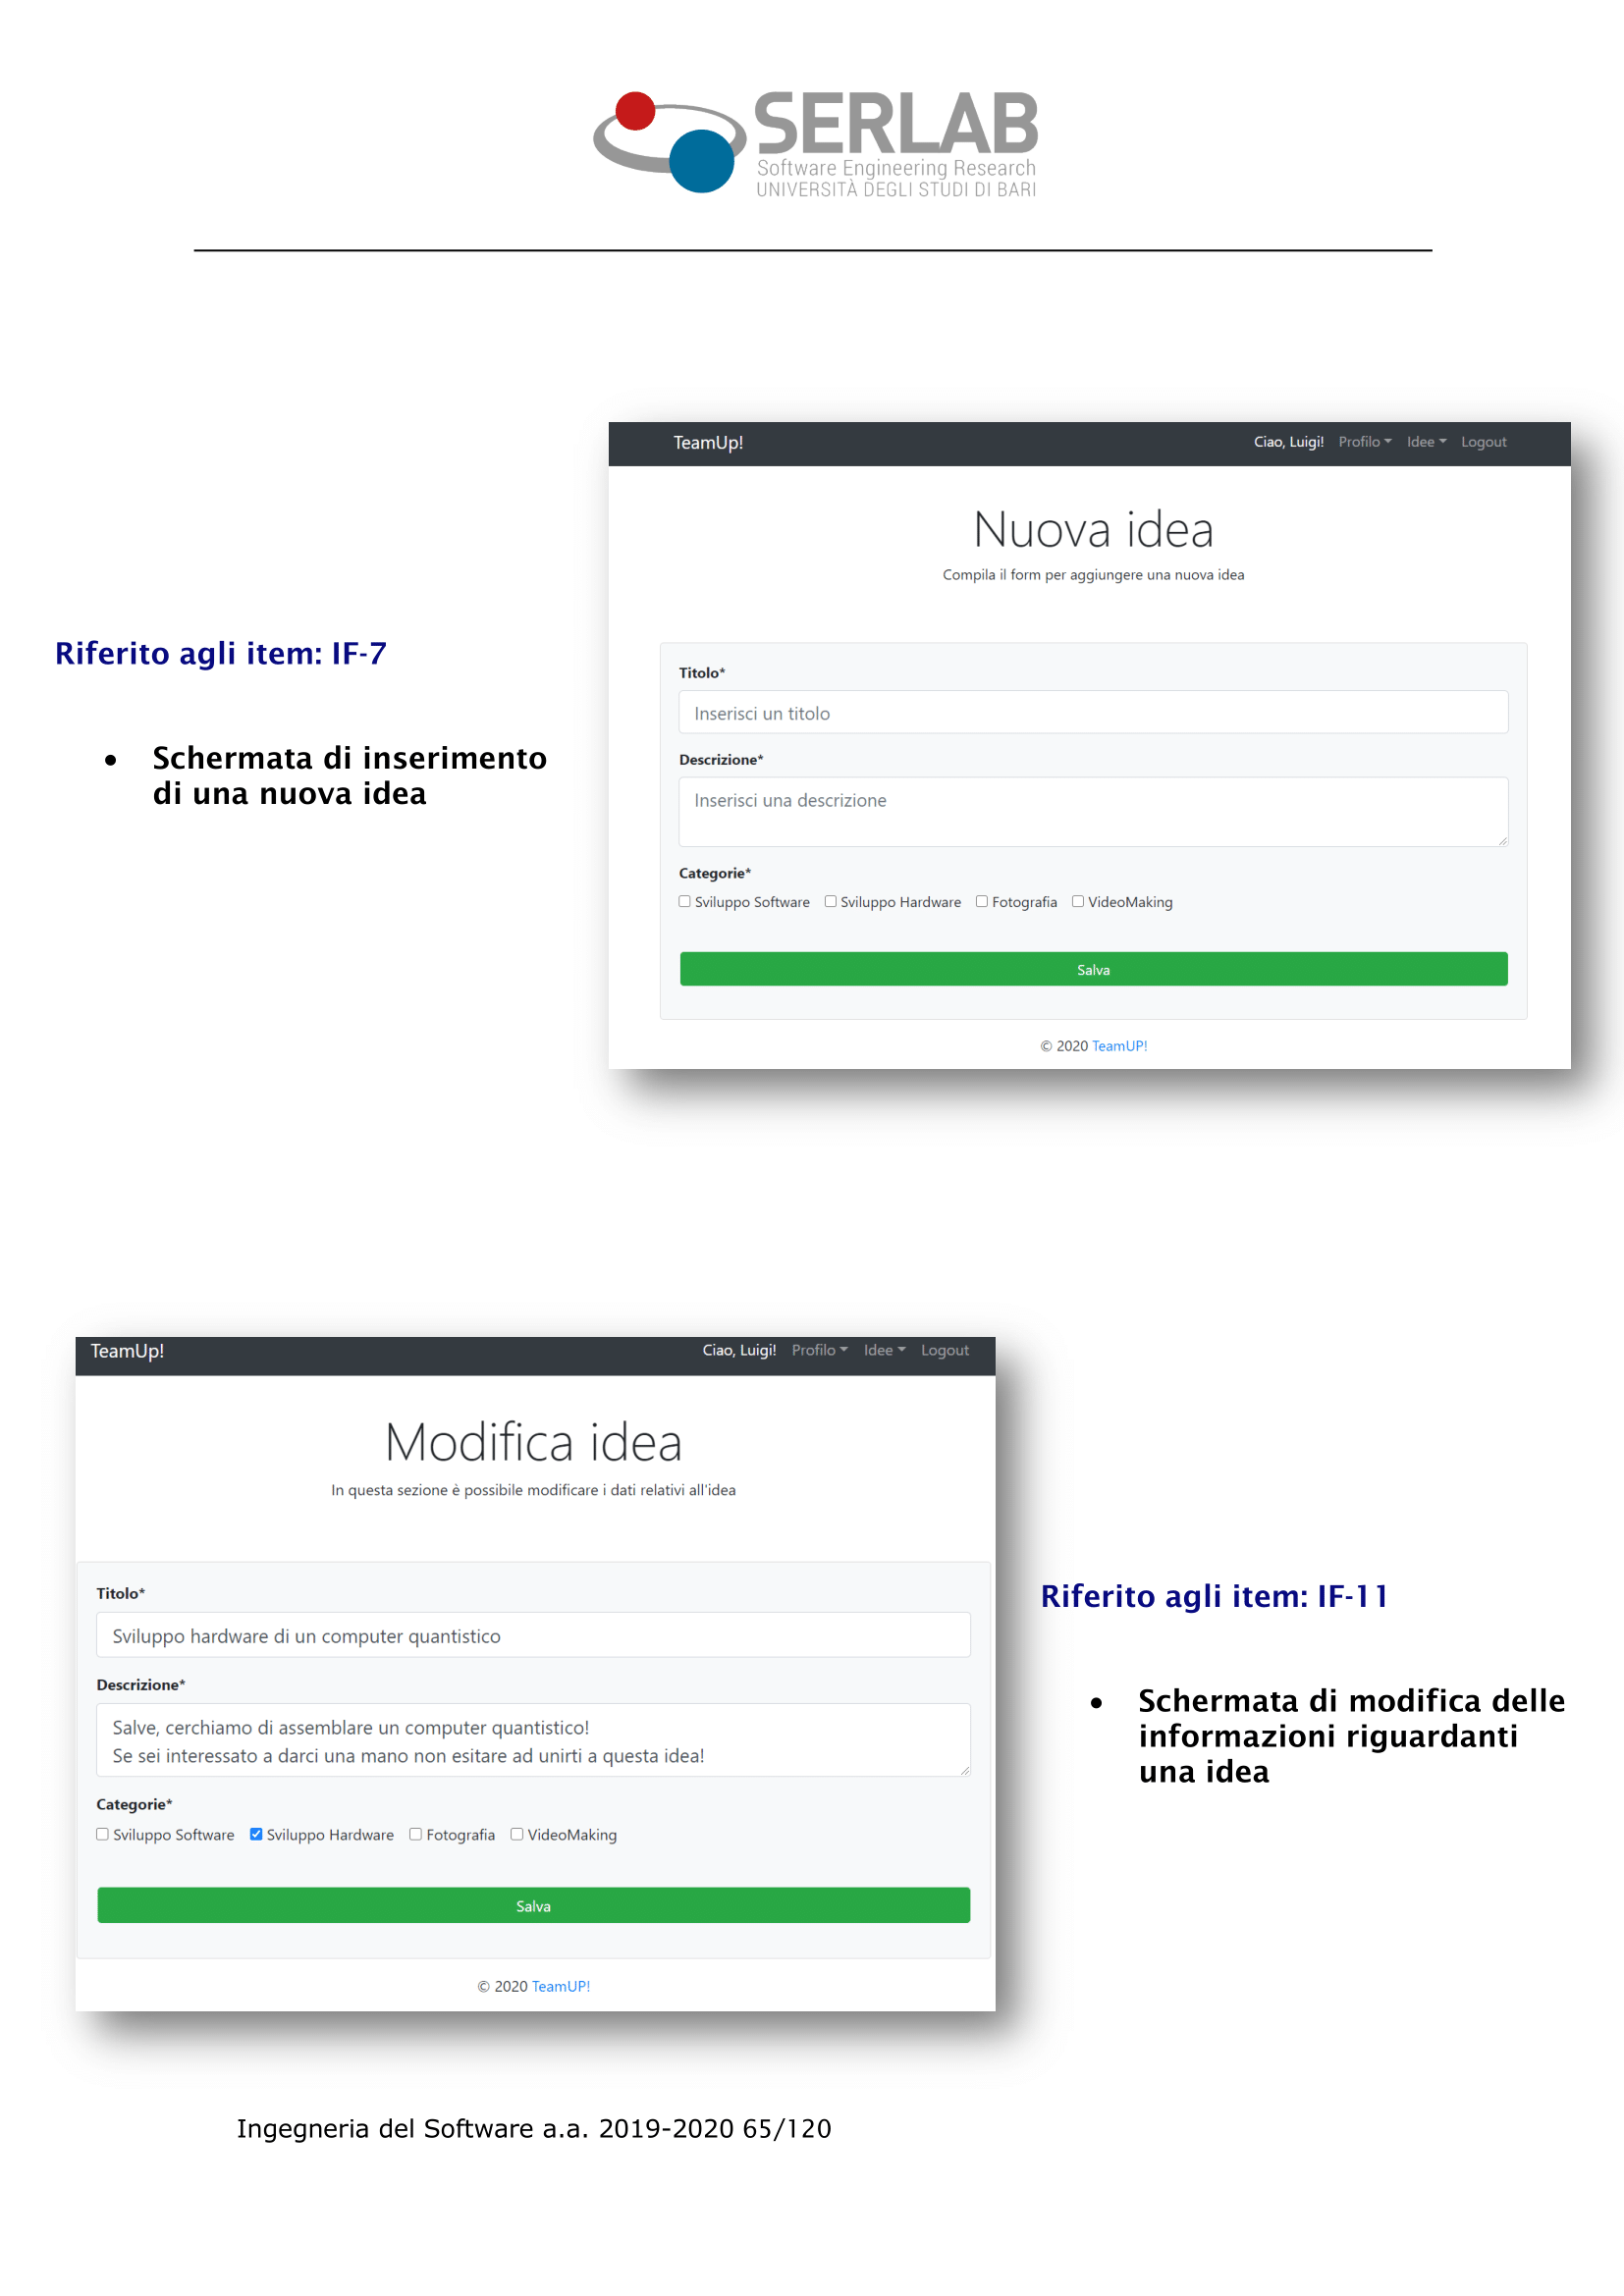 SERLAB
Software Engineering Research
UNIVERSITÀ DEGLI STUDI DI BARI
TeamUp! Ciao, Luigi! Profilo Idee Logout
Nuova idea
Compila il form per aggiungere una nuova idea
Riferito agli item: IF-7
• Schermata di inserimento
di una nuova idea
Titolo*
Inserisci un titolo
Descrizione*
Inserisci una descrizione
Categorie*
Sviluppo Software Sviluppo Hardware Fotografia VideoMaking
Salva
© 2020 TeamUP!
TeamUp! Ciao, Luigi! Profilo Idee Logout
Modifica idea
In questa sezione è possibile modificare i dati relativi all'idea
Titolo*
Sviluppo hardware di un computer quantistico
Descrizione*
Salve, cerchiamo di assemblare un computer quantistico!
Se sei interessato a darci una mano non esitare ad unirti a questa idea!
Categorie*
Sviluppo Software Sviluppo Hardware Fotografia VideoMaking
Salva
© 2020 TeamUP!
Riferito agli item: IF-11
• Schermata di modifica delle
informazioni riguardanti
una idea
Ingegneria del Software a.a. 2019-2020 65/120